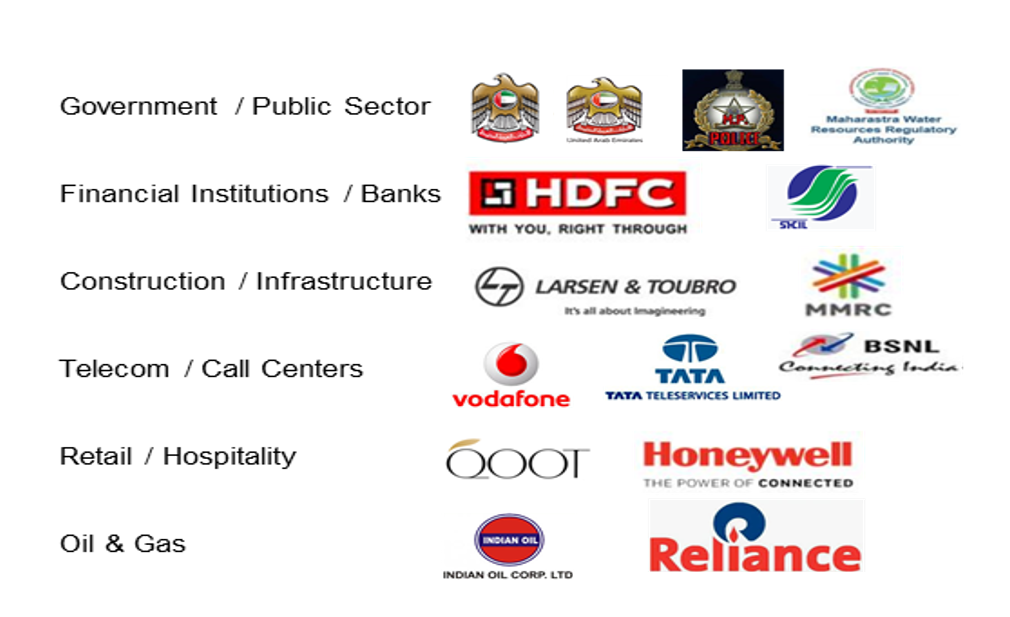 Government / Public Sector
United Arab Emirates
M.P.
POLICE
Maharastra Water
Resources Regulatory
Authority
Financial Institutions / Banks
HDFC
WITH YOU, RIGHT THROUGH
SKIL
Construction / Infrastructure
LARSEN & TOUBRO
It's all about Imagineering
MMRC
Telecom / Call Centers
vodafone
TATA
TATA TELESERVICES LIMITED
BSNL
Connecting India
Retail / Hospitality
QOOT
Honeywell
THE POWER OF CONNECTED
Oil & Gas
INDIAN OIL
INDIAN OIL CORP. LTD
Reliance